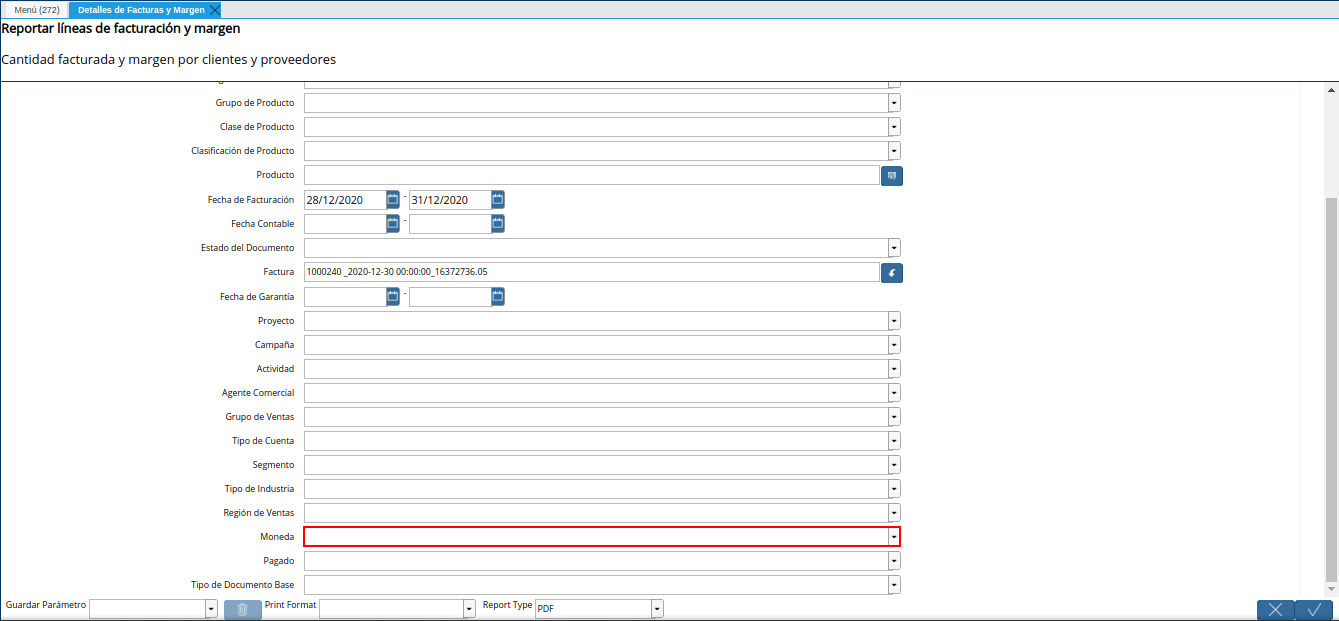 Menú (272)
Detalles de Facturas y Margen
Reportar líneas de facturación y margen
Cantidad facturada y margen por clientes y proveedores
Grupo de Producto
Clase de Producto
Clasificación de Producto
Producto
Fecha de Facturación 28/12/2020 - 31/12/2020
Fecha Contable -
Estado del Documento
Factura 1000240 _2020-12-30 00:00:00_16372736.05
Fecha de Garantía -
Proyecto
Campaña
Actividad
Agente Comercial
Grupo de Ventas
Tipo de Cuenta
Segmento
Tipo de Industria
Región de Ventas
Moneda
Pagado
Tipo de Documento Base
Guardar Parámetro Print Format Report Type PDF